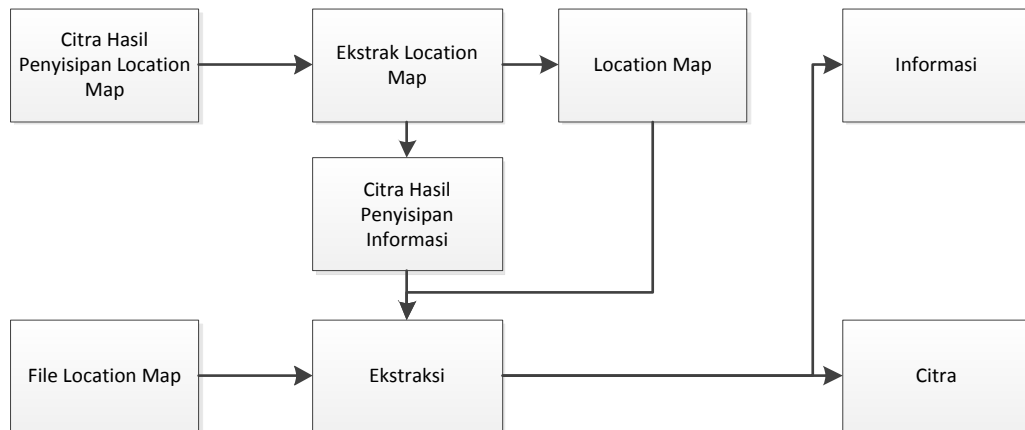 Citra Hasil
Penyisipan Location
Map
Ekstrak Location
Map
Location Map
Informasi
Citra Hasil
Penyisipan
Informasi
File Location Map
Ekstraksi
Citra